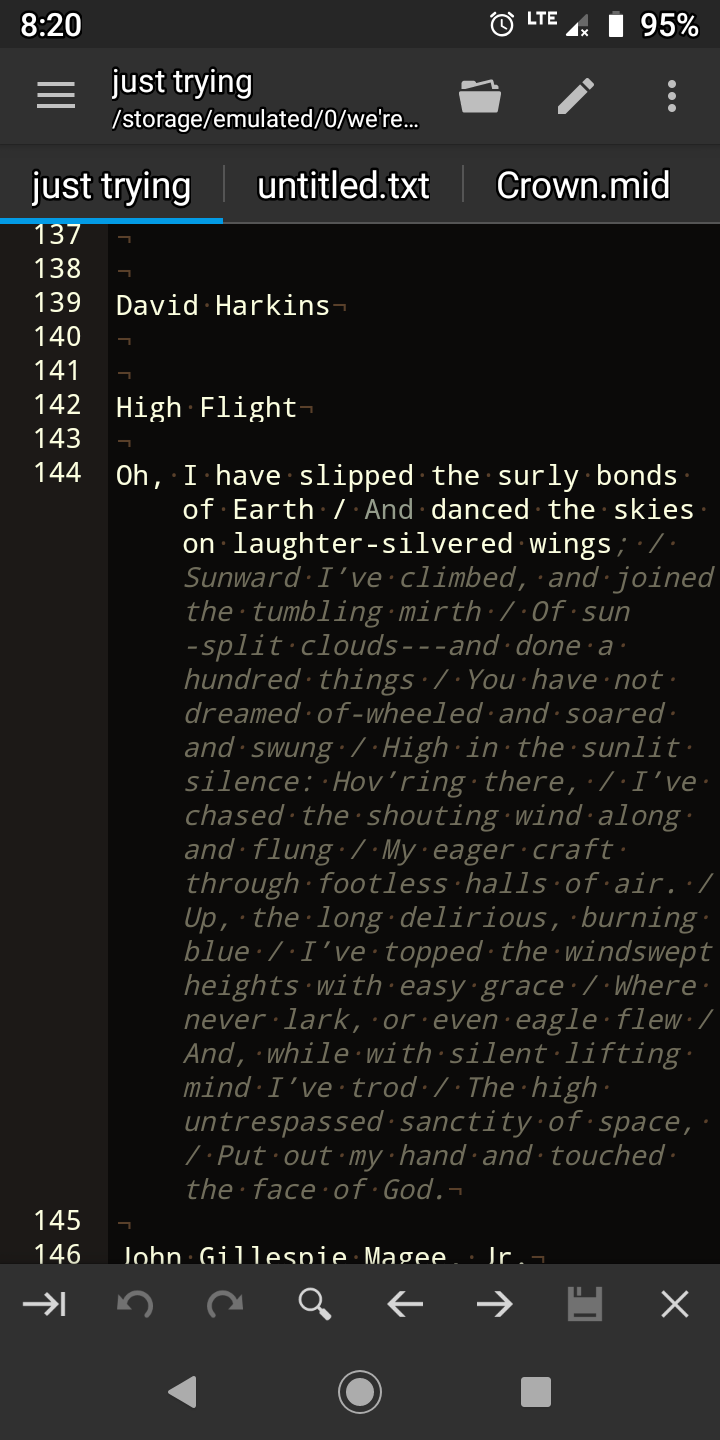 8:20 LTE 95%
just trying
/storage/emulated/0/we're...
just trying untitled.txt Crown.mid
137 ¬
138 ¬
139 David·Harkins¬
140 ¬
141 ¬
142 High·Flight¬
143 ¬
144 Oh,·I·have·slipped·the·surly·bonds·
of·Earth·/·And·danced·the·skies·
on·laughter-silvered·wings;·/·
Sunward·I’ve·climbed,·and·joined
the·tumbling·mirth·/·Of·sun
-split·clouds---and·done·a·
hundred·things·/·You·have·not·
dreamed·of-wheeled·and·soared·
and·swung·/·High·in·the·sunlit·
silence:·Hov’ring·there,·/·I’ve·
chased·the·shouting·wind·along·
and·flung·/·My·eager·craft·
through·footless·halls·of·air.·/
Up,·the·long·delirious,·burning·
blue·/·I’ve·topped·the·windswept
heights·with·easy·grace·/·Where·
never·lark,·or·even·eagle·flew·/
And,·while·with·silent·lifting·
mind·I’ve·trod·/·The·high·
untrespassed·sanctity·of·space,·
/·Put·out·my·hand·and·touched·
the·face·of·God.¬
145 ¬
146 John·Gillespie·Magee,·Jr.¬